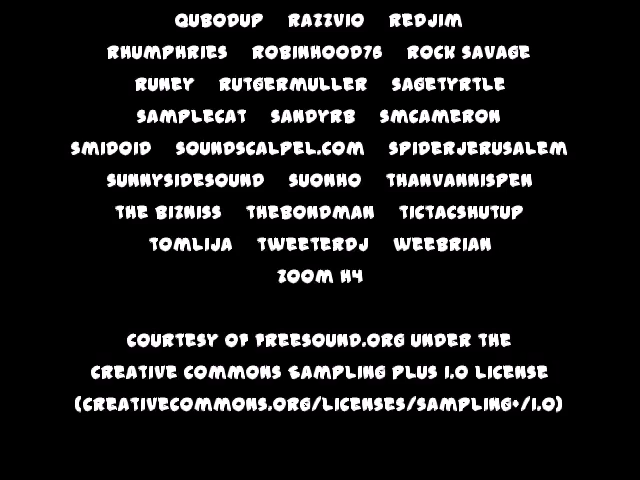 QUBODUP RAZZVIO REDJIM
RHUMPHRIES ROBINHOOD76 ROCK SAVAGE
RUNEY RUTGERMULLER SAGETYRTLE
SAMPLECAT SANDYRB SMCAMERON
SMIDOID SOUNDSCALPEL.COM SPIDERJERUSALEM
SUNNYSIDESOUND SUONHO THANVANNISPEN
THE BIZNISS THEBONDMAN TICTACSHUTUP
TOMLIJA TWEETERDJ WEEBRIAN
ZOOM H4
COURTESY OF FREESOUND.ORG UNDER THE
CREATIVE COMMONS SAMPLING PLUS 1.0 LICENSE
(CREATIVECOMMONS.ORG/LICENSES/SAMPLING+/1.0)